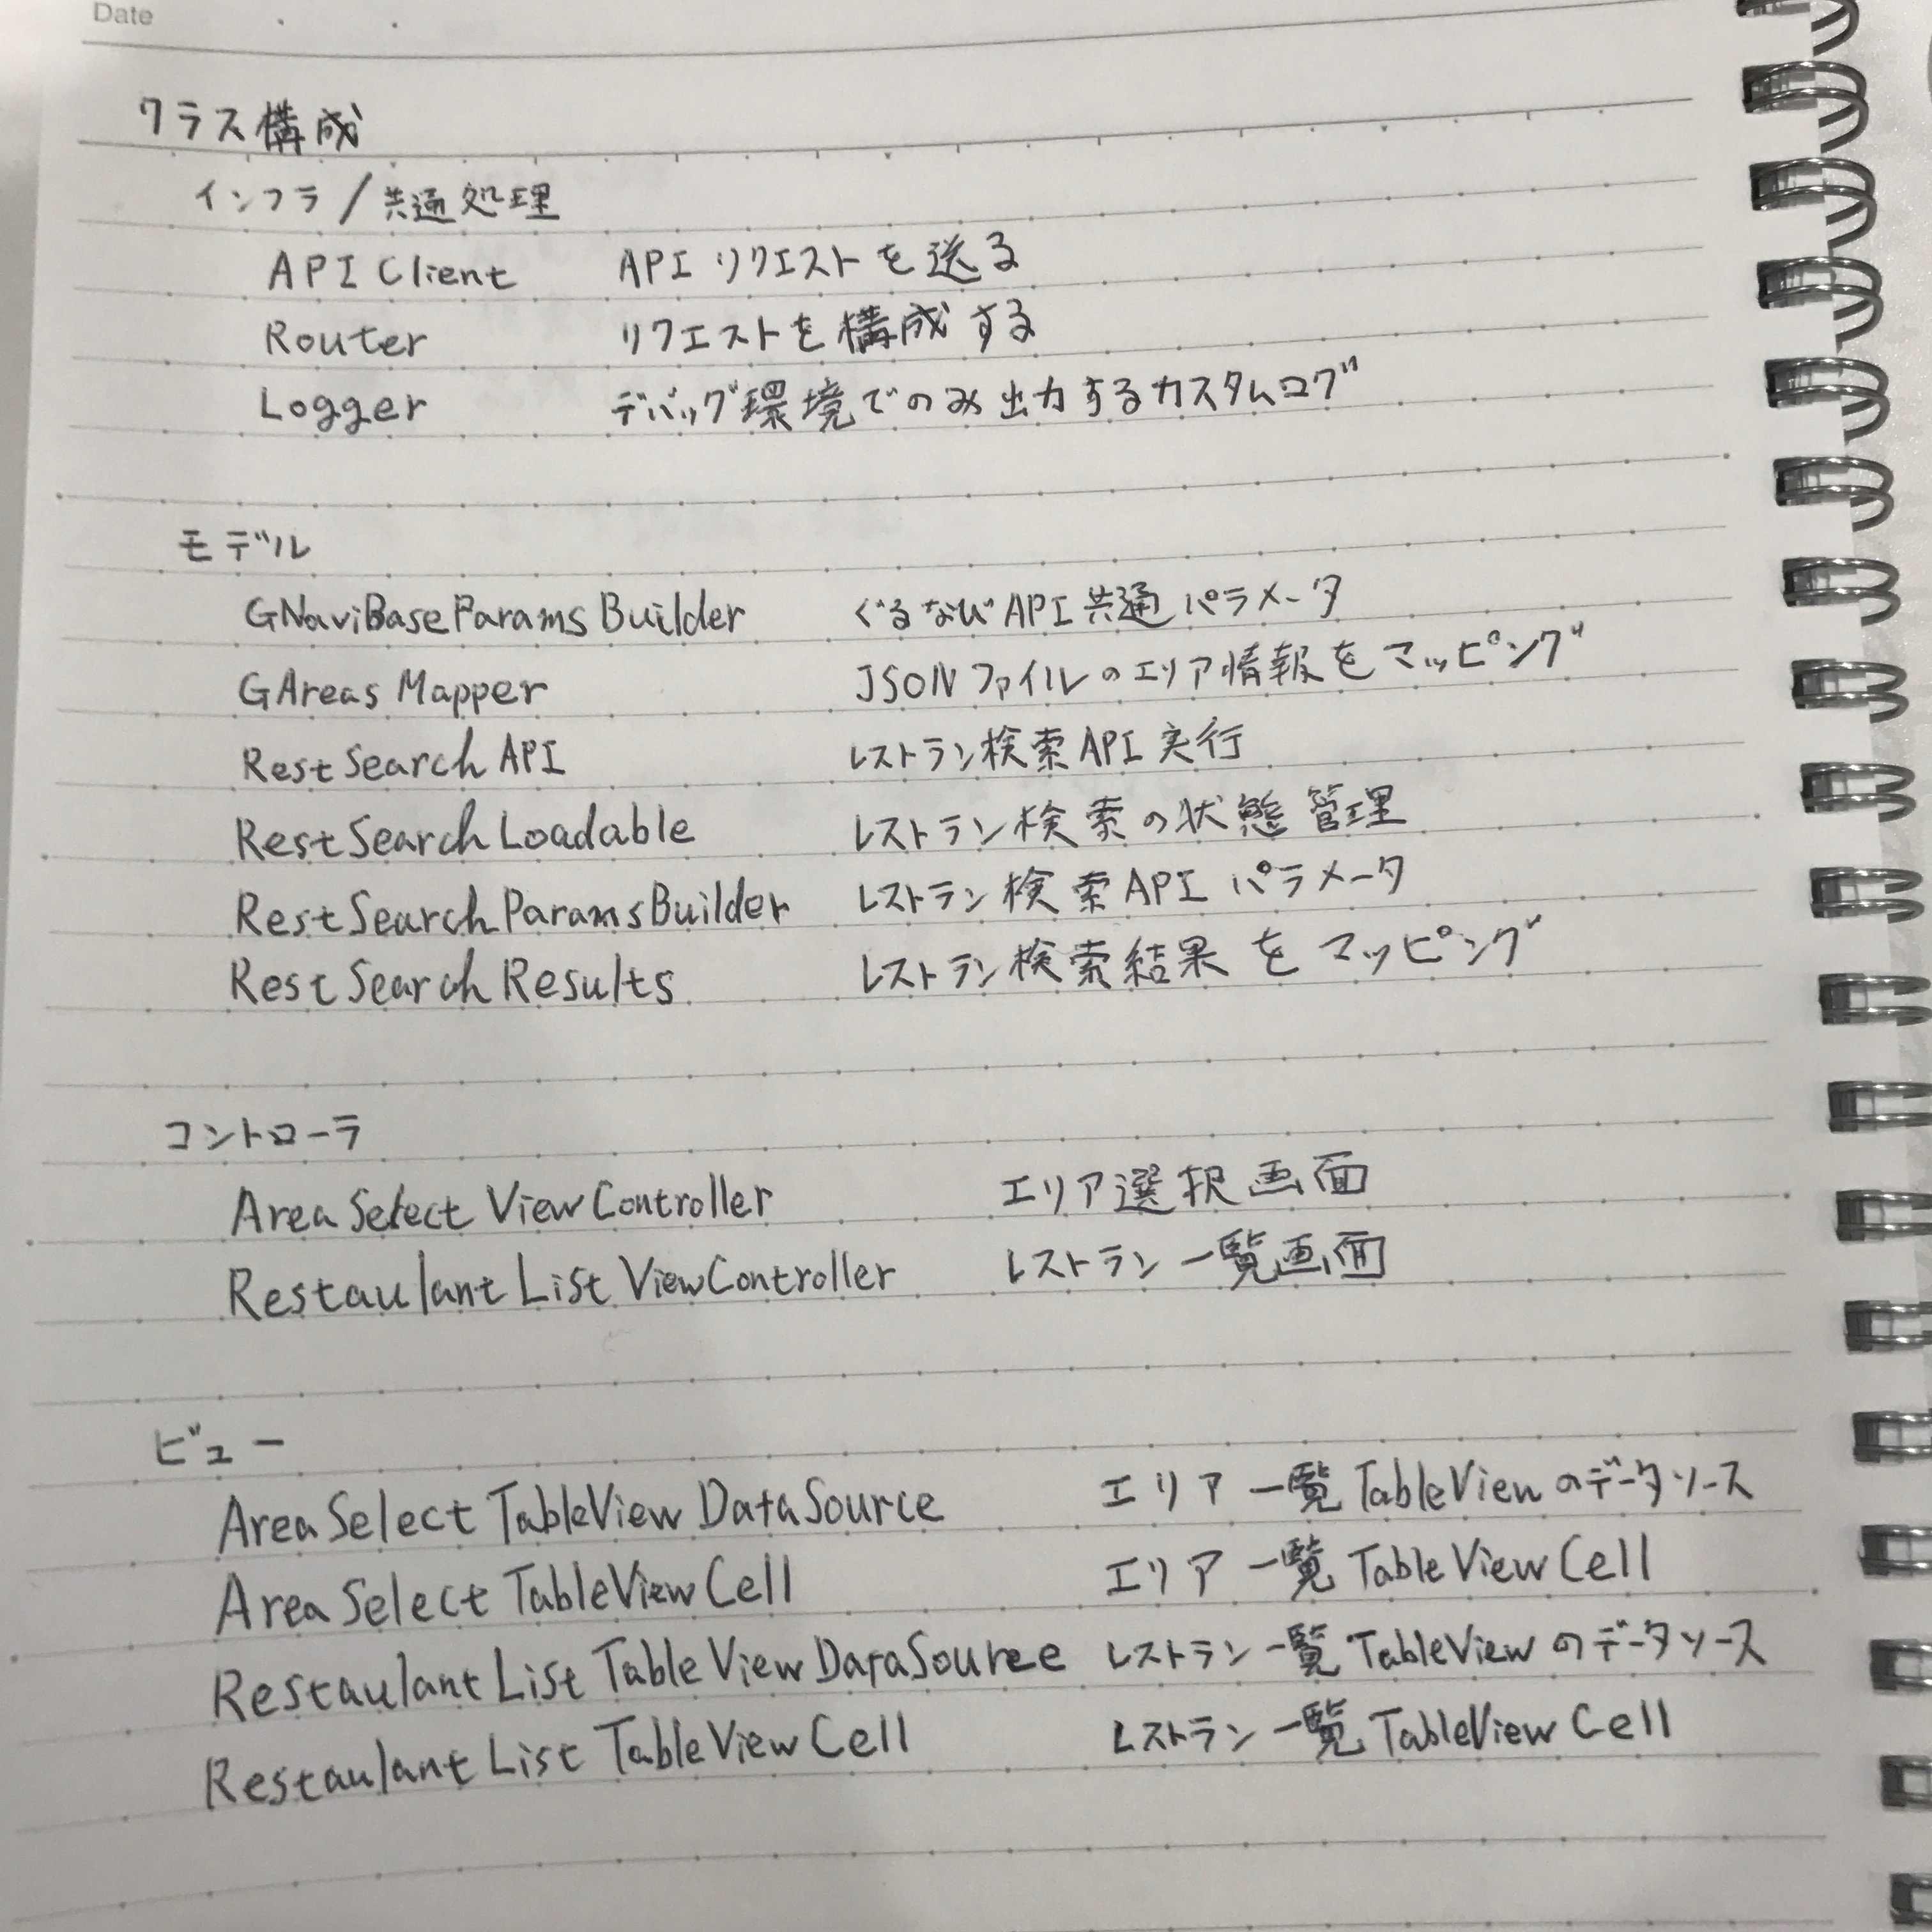 Date
クラス構成
インフラ/共通処理
API Client APIリクエストを送る
Router リクエストを構成する
Logger デバッグ環境でのみ出力するカスタムログ
モデル
GNaviBaseParamsBuilder ぐるなびAPI共通パラメータ
GAreasMapper JSONファイルのエリア情報をマッピング
RestSearchAPI レストラン検索API実行
RestSearchLoadable レストラン検索の状態管理
RestSearchParamsBuilder レストラン検索APIパラメータ
RestSearchResults レストラン検索結果をマッピング
コントローラ
AreaSelectViewController エリア選択画面
RestaulantListViewController レストラン一覧画面
ビュー
AreaSelectTableViewDataSource エリア一覧TableViewのデータソース
AreaSelectTableViewCell エリア一覧TableViewCell
RestaulantListTableViewDataSource レストラン一覧TableViewのデータソース
RestaulantListTableViewCell レストラン一覧TableViewCell